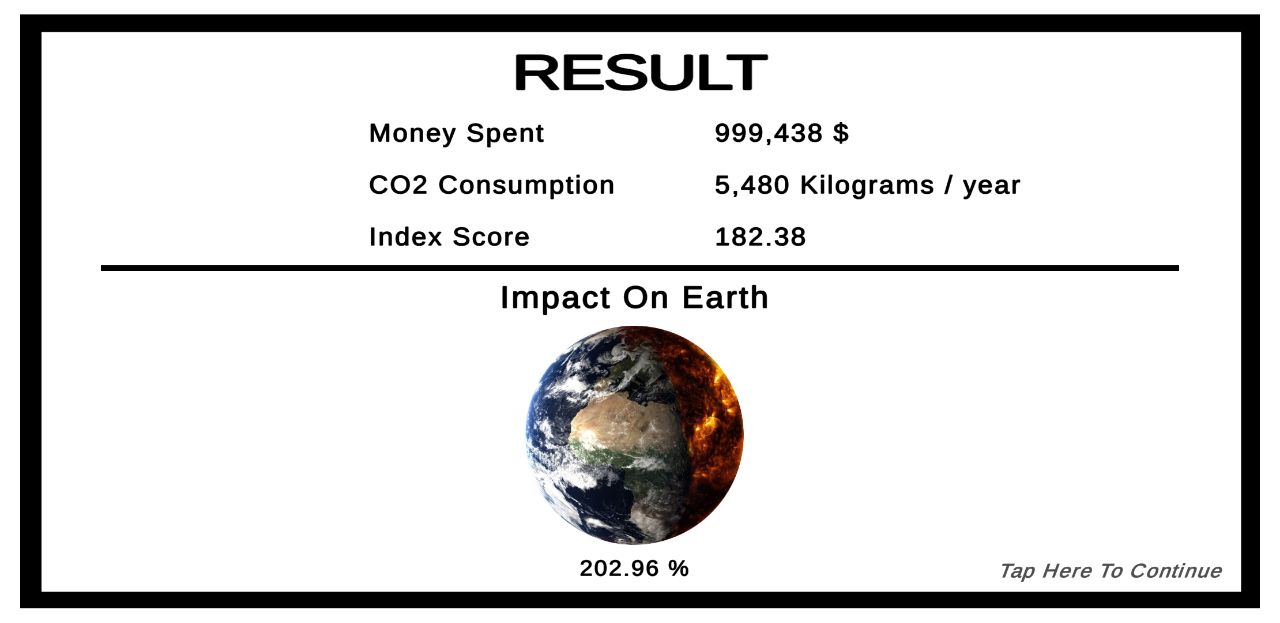 RESULT
Money Spent 999,438 $
CO2 Consumption 5,480 Kilograms / year
Index Score 182.38
Impact On Earth
202.96 %
Tap Here To Continue